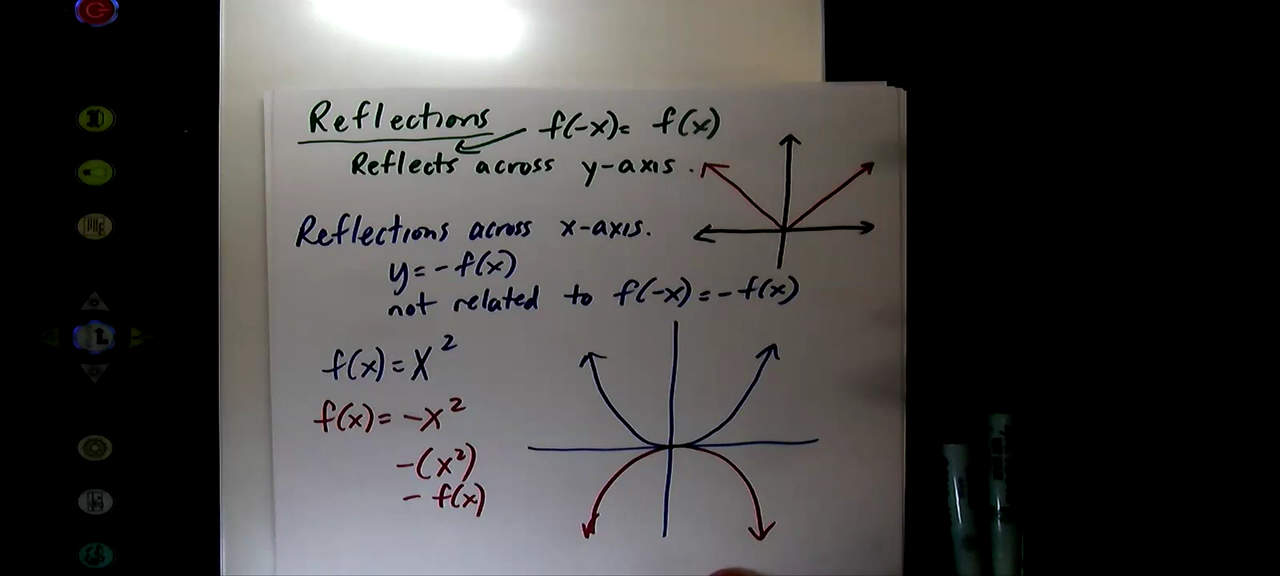 Reflections f(-x)= f(x)
Reflects across y-axis.
Reflections across x-axis.
y=-f(x)
not related to f(-x)=-f(x)
f(x)=x²
f(x)= -x²
-(x²)
- f(x)